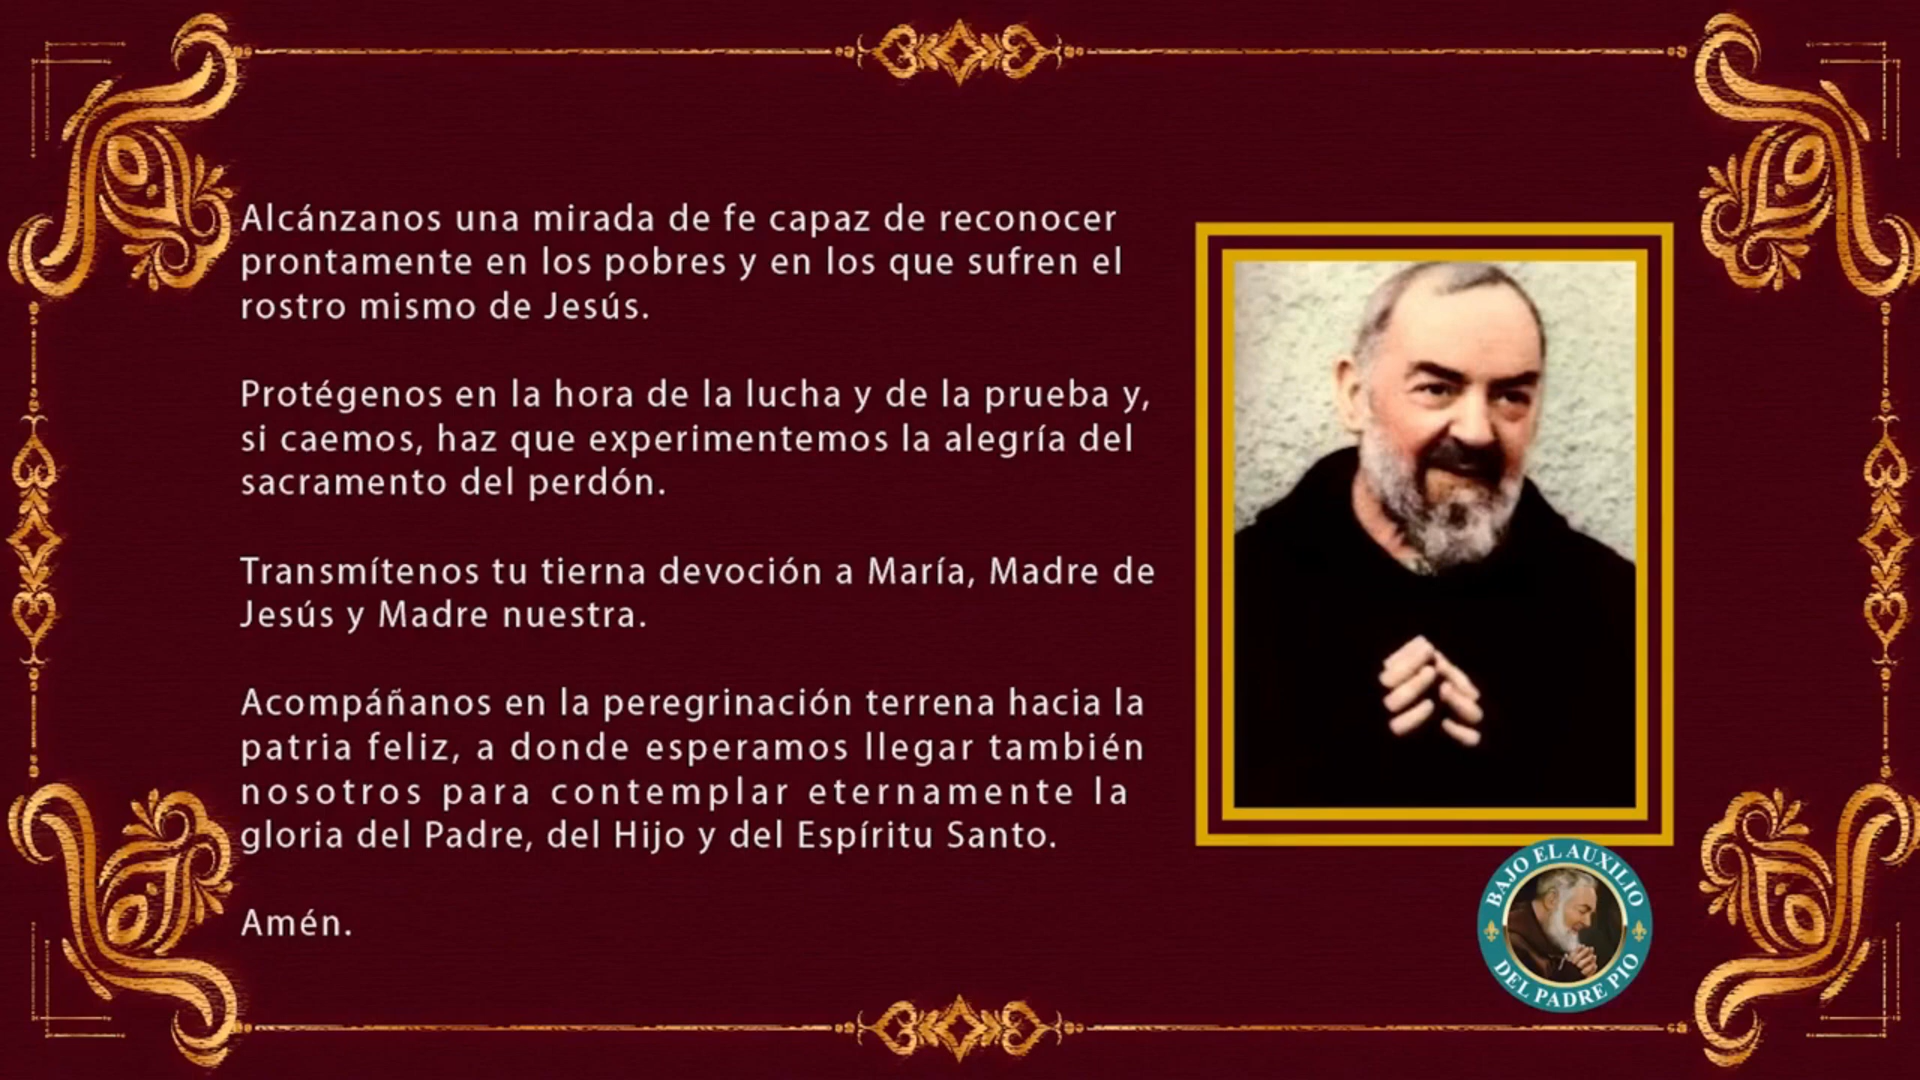 Alcánzanos una mirada de fe capaz de reconocer
prontamente en los pobres y en los que sufren el
rostro mismo de Jesús.
Protégenos en la hora de la lucha y de la prueba y,
si caemos, haz que experimentemos la alegría del
sacramento del perdón.
Transmítenos tu tierna devoción a María, Madre de
Jesús y Madre nuestra.
Acompáñanos en la peregrinación terrena hacia la
patria feliz, a donde esperamos llegar también
nosotros para contemplar eternamente la
gloria del Padre, del Hijo y del Espíritu Santo.
Amén.
BAJO EL AUXILIO
DEL PADRE PIO